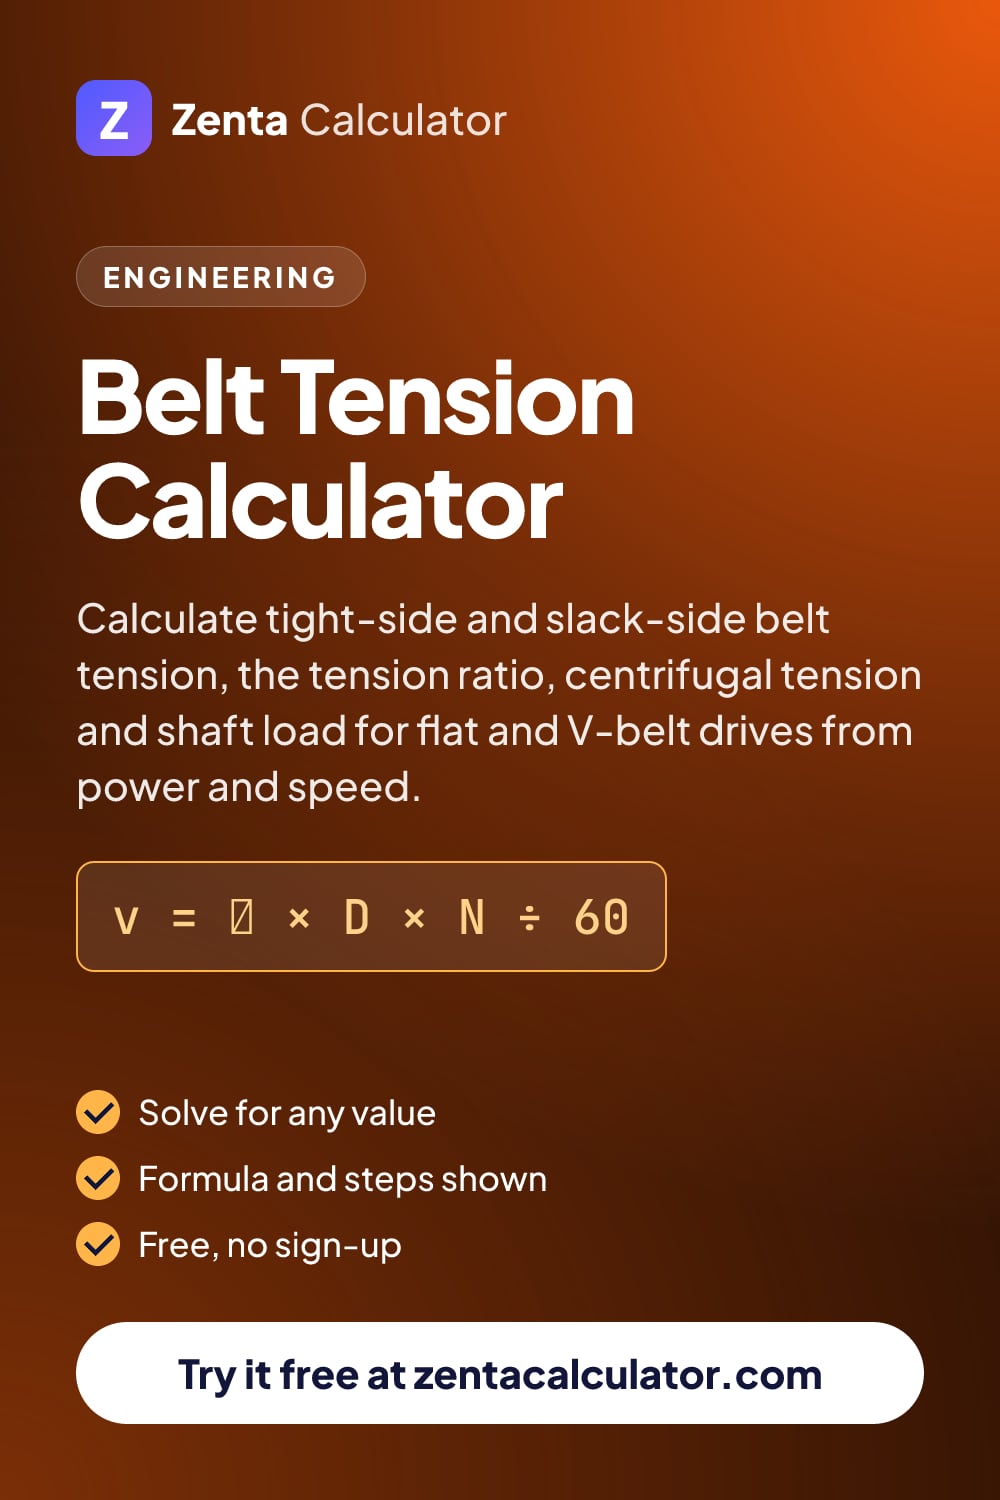 Z
Zenta Calculator
ENGINEERING
Belt Tension
Calculator
Calculate tight-side and slack-side belt
tension, the tension ratio, centrifugal tension
and shaft load for flat and V-belt drives from
power and speed.
v = × D × N ÷ 60
Solve for any value
Formula and steps shown
Free, no sign-up
Try it free at zentacalculator.com